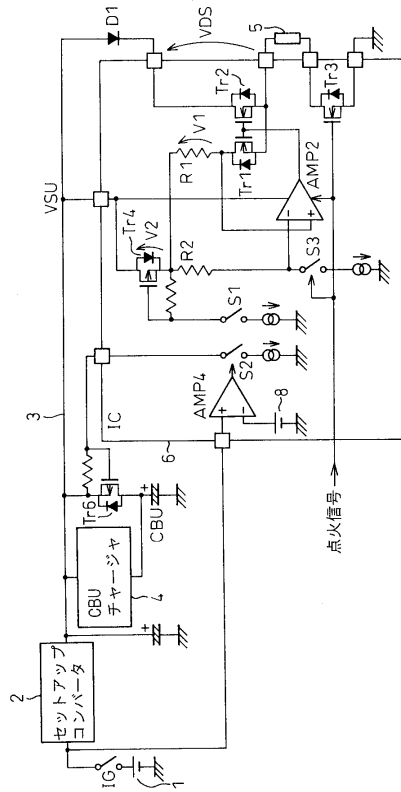 3
VSU
D1
VDS
5
Tr2
Tr3
V1
R1
Tr1
AMP2
Tr4
V2
R2
S3
S1
S2
AMP4
8
IC
6
Tr6
CBU
CBU
チャージャ
4
2
セットアップ
コンバータ
IG
1
点火信号